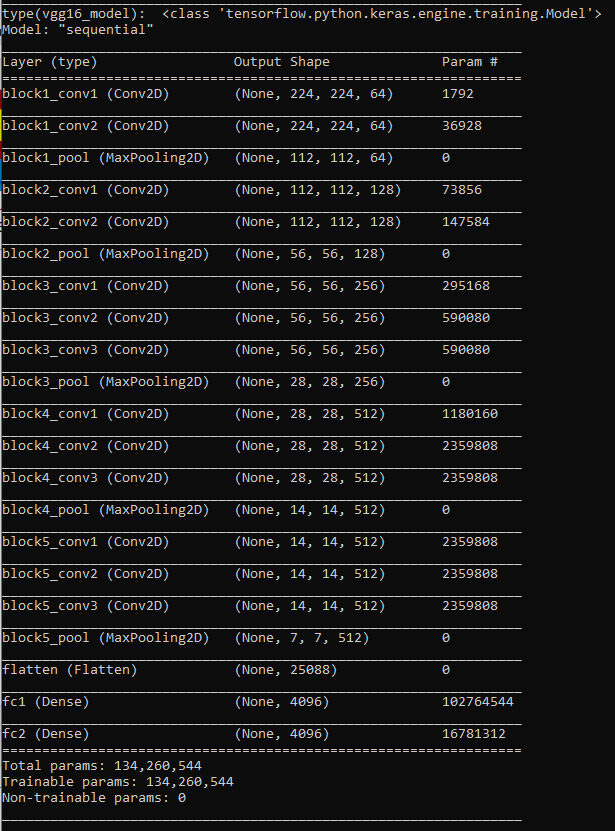 type(vgg16_model):  <class 'tensorflow.python.keras.engine.training.Model'>
Model: "sequential"
_________________________________________________________________
Layer (type)                 Output Shape              Param #
=================================================================
block1_conv1 (Conv2D)        (None, 224, 224, 64)      1792
_________________________________________________________________
block1_conv2 (Conv2D)        (None, 224, 224, 64)      36928
_________________________________________________________________
block1_pool (MaxPooling2D)   (None, 112, 112, 64)      0
_________________________________________________________________
block2_conv1 (Conv2D)        (None, 112, 112, 128)     73856
_________________________________________________________________
block2_conv2 (Conv2D)        (None, 112, 112, 128)     147584
_________________________________________________________________
block2_pool (MaxPooling2D)   (None, 56, 56, 128)       0
_________________________________________________________________
block3_conv1 (Conv2D)        (None, 56, 56, 256)       295168
_________________________________________________________________
block3_conv2 (Conv2D)        (None, 56, 56, 256)       590080
_________________________________________________________________
block3_conv3 (Conv2D)        (None, 56, 56, 256)       590080
_________________________________________________________________
block3_pool (MaxPooling2D)   (None, 28, 28, 256)       0
_________________________________________________________________
block4_conv1 (Conv2D)        (None, 28, 28, 512)       1180160
_________________________________________________________________
block4_conv2 (Conv2D)        (None, 28, 28, 512)       2359808
_________________________________________________________________
block4_conv3 (Conv2D)        (None, 28, 28, 512)       2359808
_________________________________________________________________
block4_pool (MaxPooling2D)   (None, 14, 14, 512)       0
_________________________________________________________________
block5_conv1 (Conv2D)        (None, 14, 14, 512)       2359808
_________________________________________________________________
block5_conv2 (Conv2D)        (None, 14, 14, 512)       2359808
_________________________________________________________________
block5_conv3 (Conv2D)        (None, 14, 14, 512)       2359808
_________________________________________________________________
block5_pool (MaxPooling2D)   (None, 7, 7, 512)         0
_________________________________________________________________
flatten (Flatten)            (None, 25088)             0
_________________________________________________________________
fc1 (Dense)                  (None, 4096)              102764544
_________________________________________________________________
fc2 (Dense)                  (None, 4096)              16781312
=================================================================
Total params: 134,260,544
Trainable params: 134,260,544
Non-trainable params: 0
_________________________________________________________________